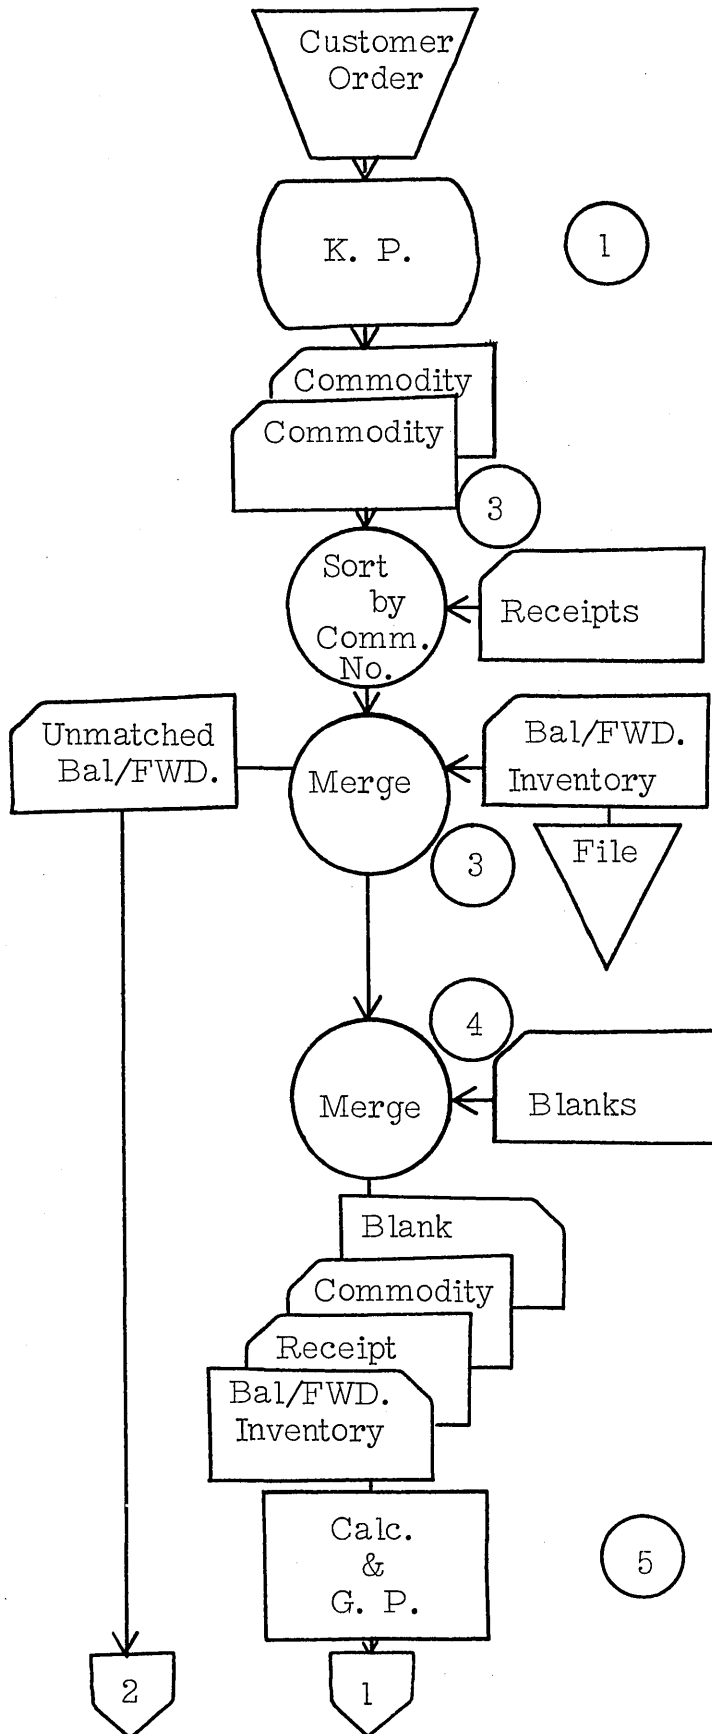 Customer
Order
K. P.
1
Commodity
Commodity
3
Sort
by
Comm.
No.
Receipts
Unmatched
Bal/FWD.
Merge
Bal/FWD.
Inventory
File
3
4
Merge
Blanks
Blank
Commodity
Receipt
Bal/FWD.
Inventory
Calc.
&
G. P.
5
2
1